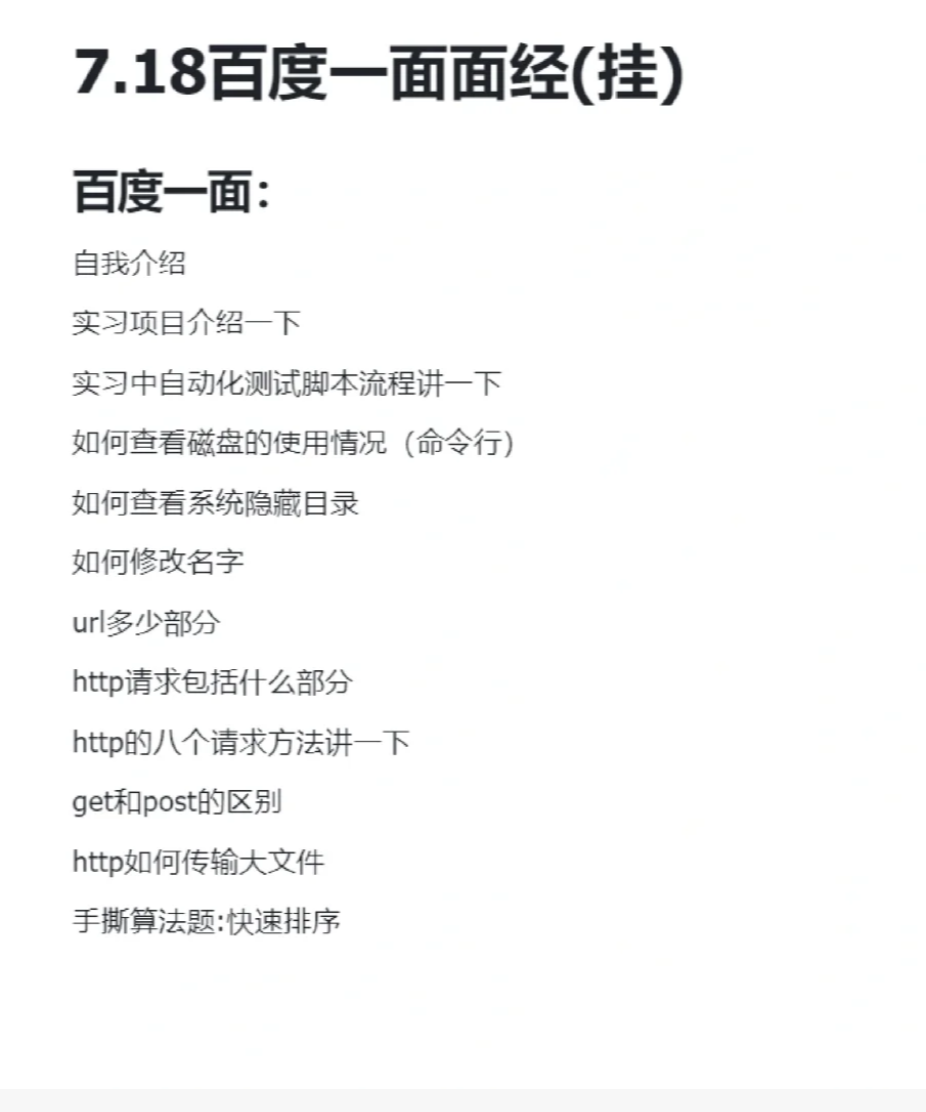 7.18百度一面面经(挂)
百度一面：
自我介绍
实习项目介绍一下
实习中自动化测试脚本流程讲一下
如何查看磁盘的使用情况（命令行）
如何查看系统隐藏目录
如何修改名字
url多少部分
http请求包括什么部分
http的八个请求方法讲一下
get和post的区别
http如何传输大文件
手撕算法题:快速排序